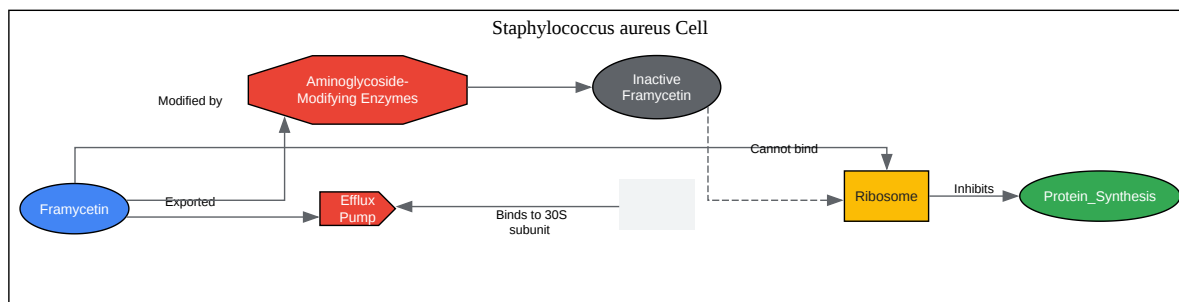 Staphylococcus aureus Cell
Aminoglycoside-
Modifying Enzymes
Inactive
Framycetin
Modified by
Cannot bind
Framycetin
Exported
Efflux
Pump
Binds to 30S
subunit
Ribosome
Inhibits
Protein_Synthesis